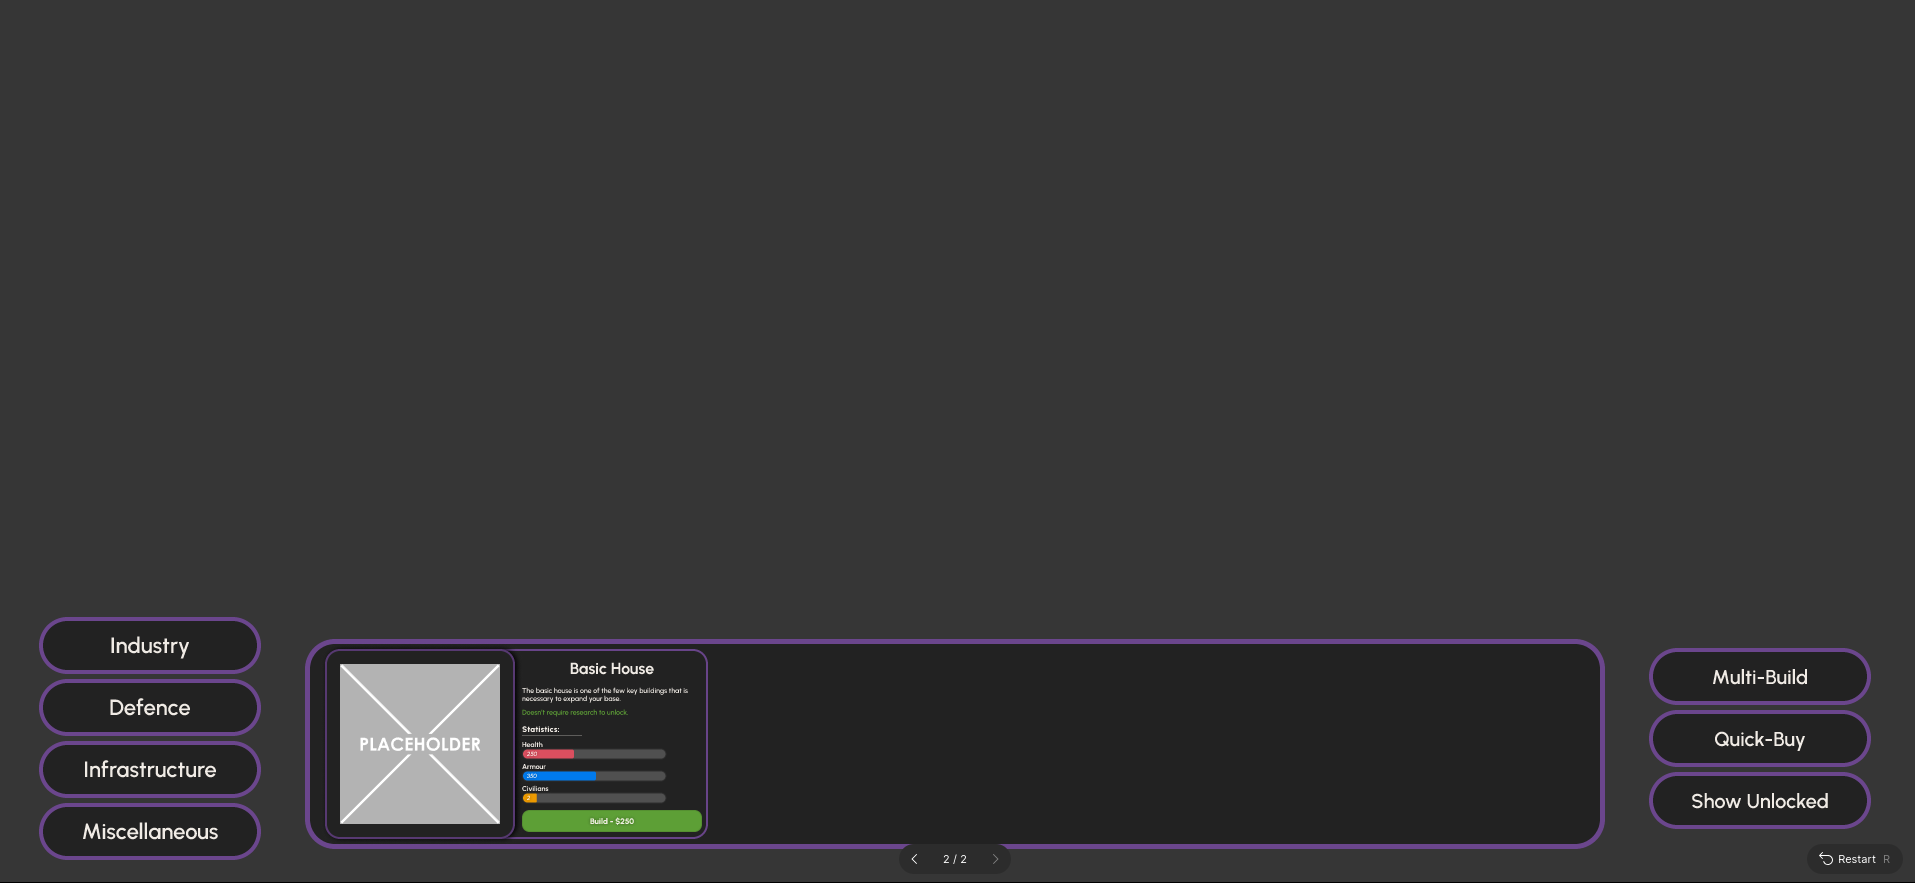 Industry
Defence
Infrastructure
Miscellaneous
PLACEHOLDER
Basic House
The basic house is one of the few key buildings that is
necessary to expand your base.
Doesn't require research to unlock.
Statistics:
Health
250
Armour
350
Civilians
2
Build - $250
Multi-Build
Quick-Buy
Show Unlocked
2 / 2
Restart R